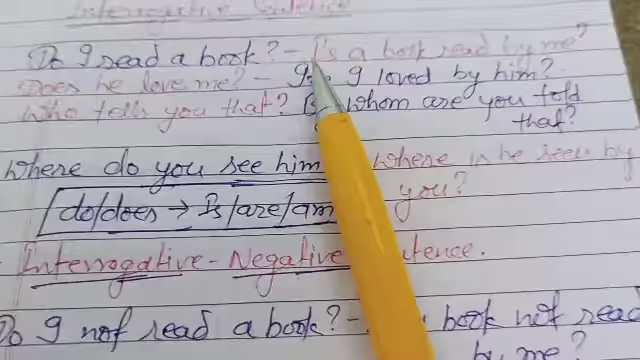 Interrogative Sentence
Do I read a book? - Is a book read by me?
Does he love me? - I loved by him?
Who tells you that? By whom are you told
that?
Where do you see him where is he seen by
you?
do/does → Is/are/am
Interrogative - Negative
Do I not read a book? - book not read
by me?